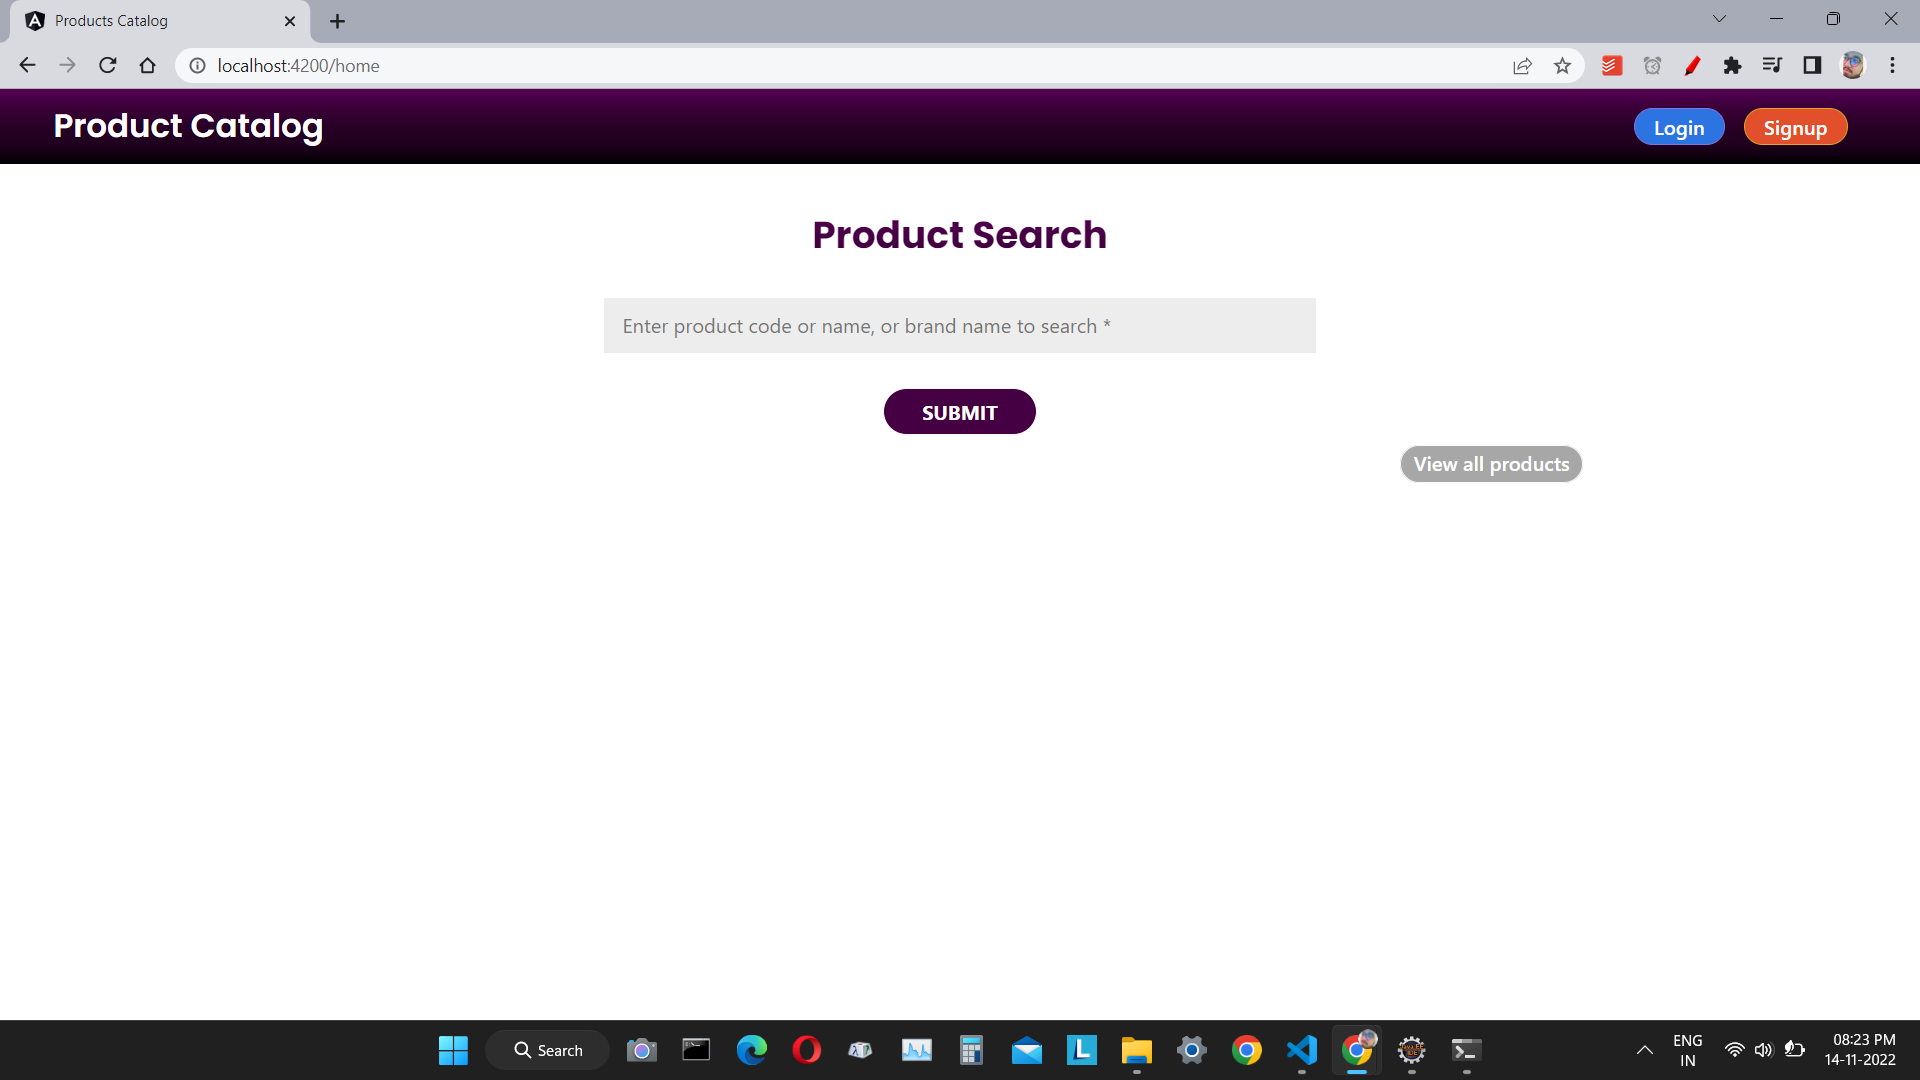 Products Catalog
localhost:4200/home
Product Catalog
Login
Signup
Product Search
Enter product code or name, or brand name to search *
SUBMIT
View all products
Search
ENG
IN
08:23 PM
14-11-2022